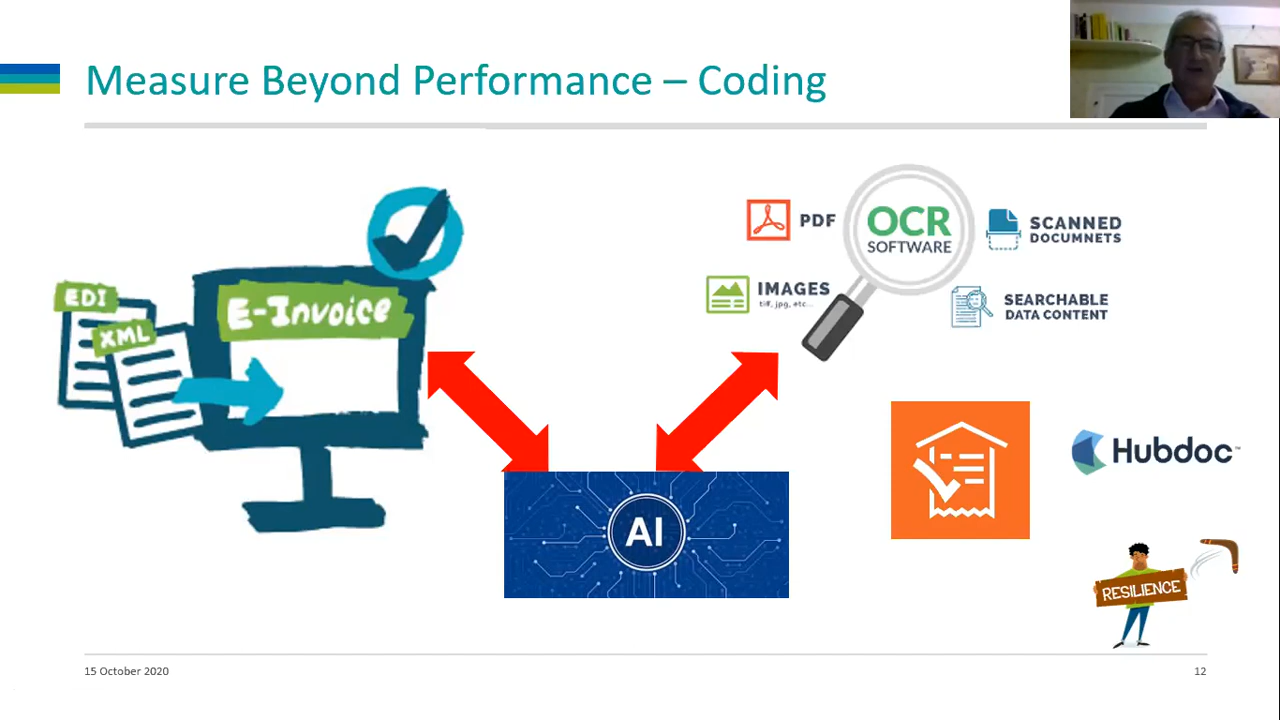 Measure Beyond Performance – Coding
EDI
XML
E-Invoice
PDF
IMAGES
tiff, jpg, etc...
OCR
SOFTWARE
SCANNED
DOCUMNETS
SEARCHABLE
DATA CONTENT
AI
Hubdoc™
RESILIENCE
15 October 2020
12